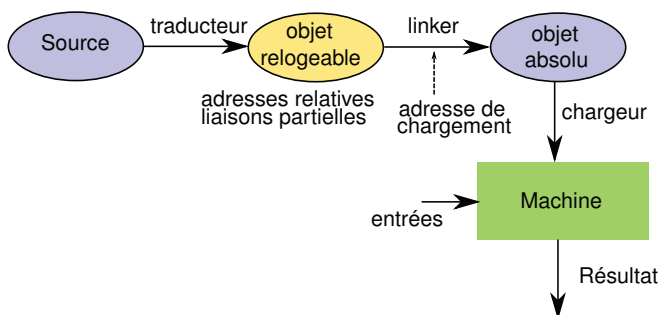 Source
traducteur
objet
relogeable
linker
objet
absolu
adresses relatives
liaisons partielles
adresse de
chargement
chargeur
entrées
Machine
Résultat